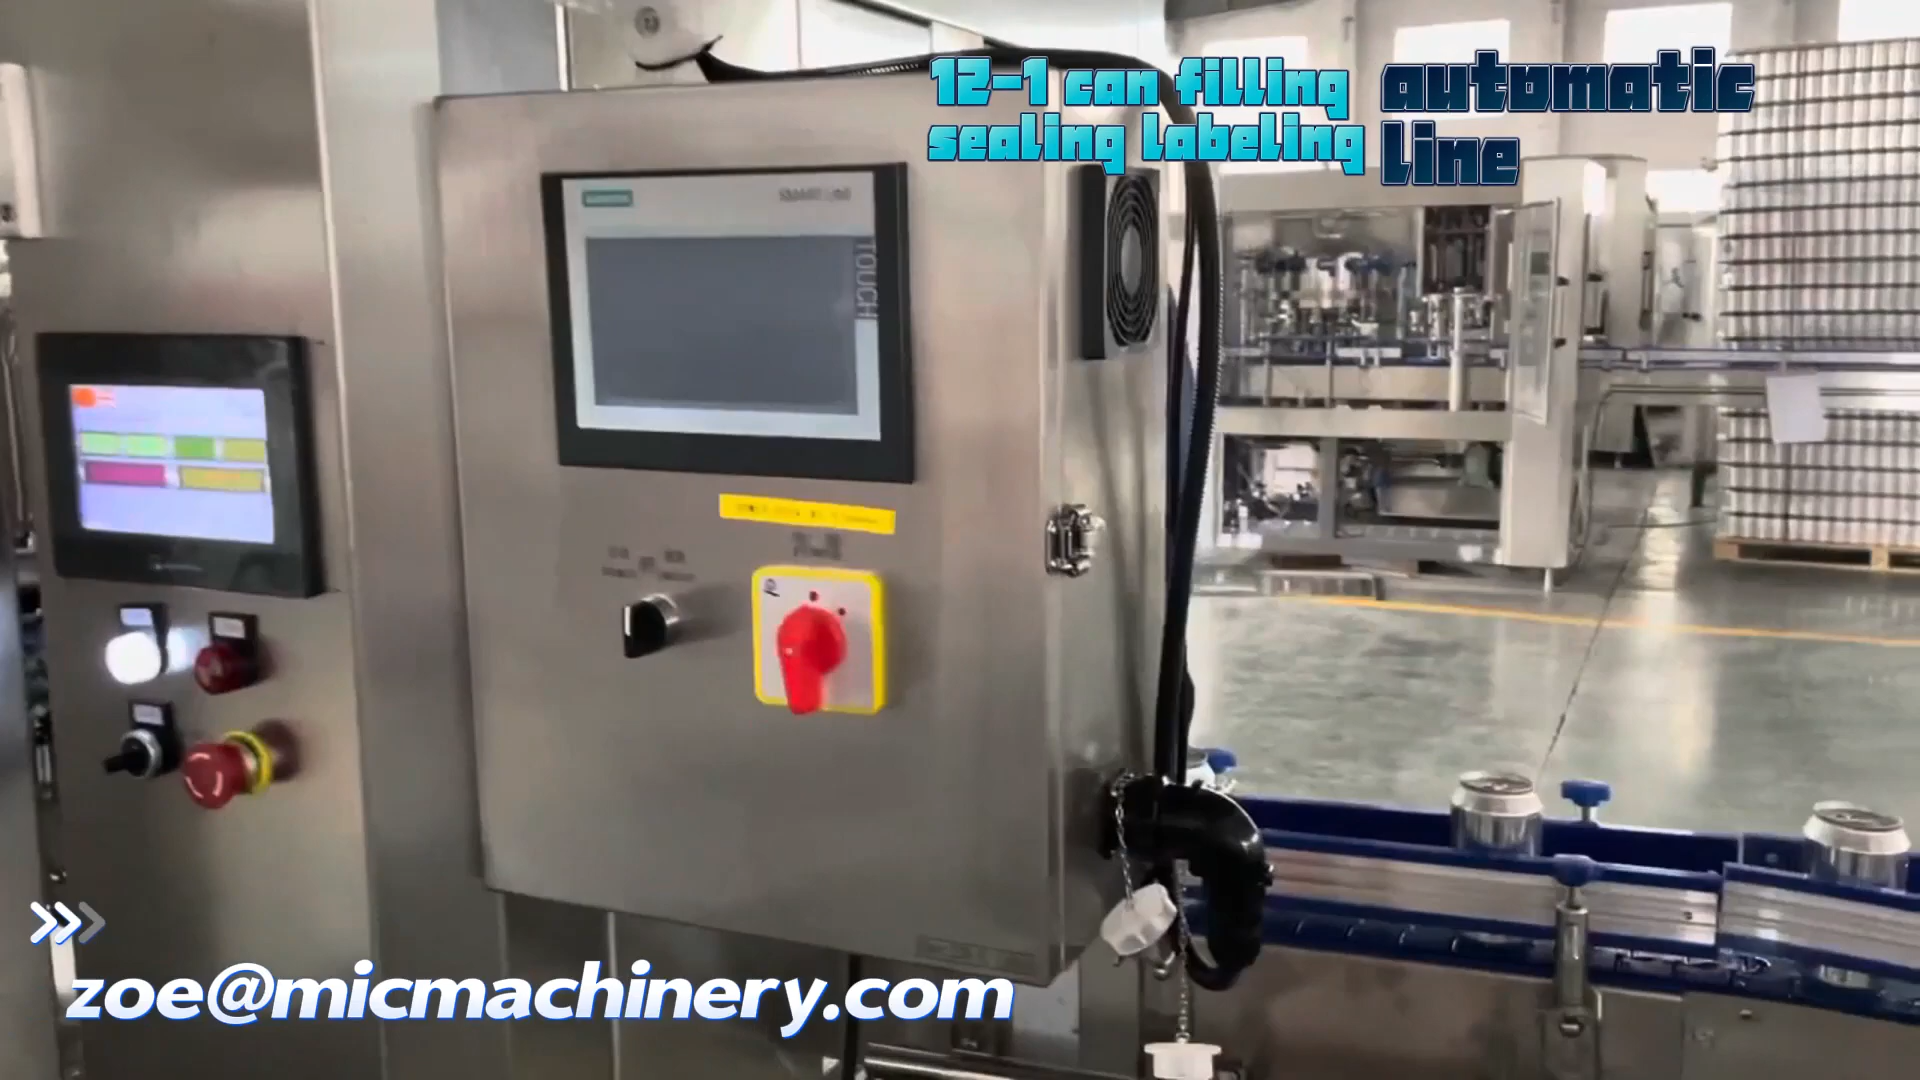 12-1 can filling
sealing labeling
automatic
line
SIEMENS
TOUCH
zoe@micmachinery.com